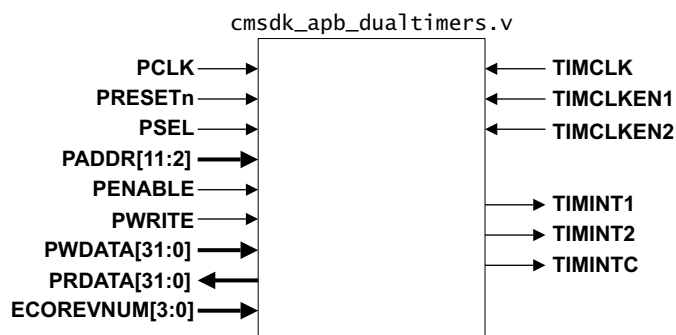 cmsdk_apb_dualtimers.v
PCLK
PRESETn
PSEL
PADDR[11:2]
PENABLE
PWRITE
PWDATA[31:0]
PRDATA[31:0]
ECOREVNUM[3:0]
TIMCLK
TIMCLKEN1
TIMCLKEN2
TIMINT1
TIMINT2
TIMINTC